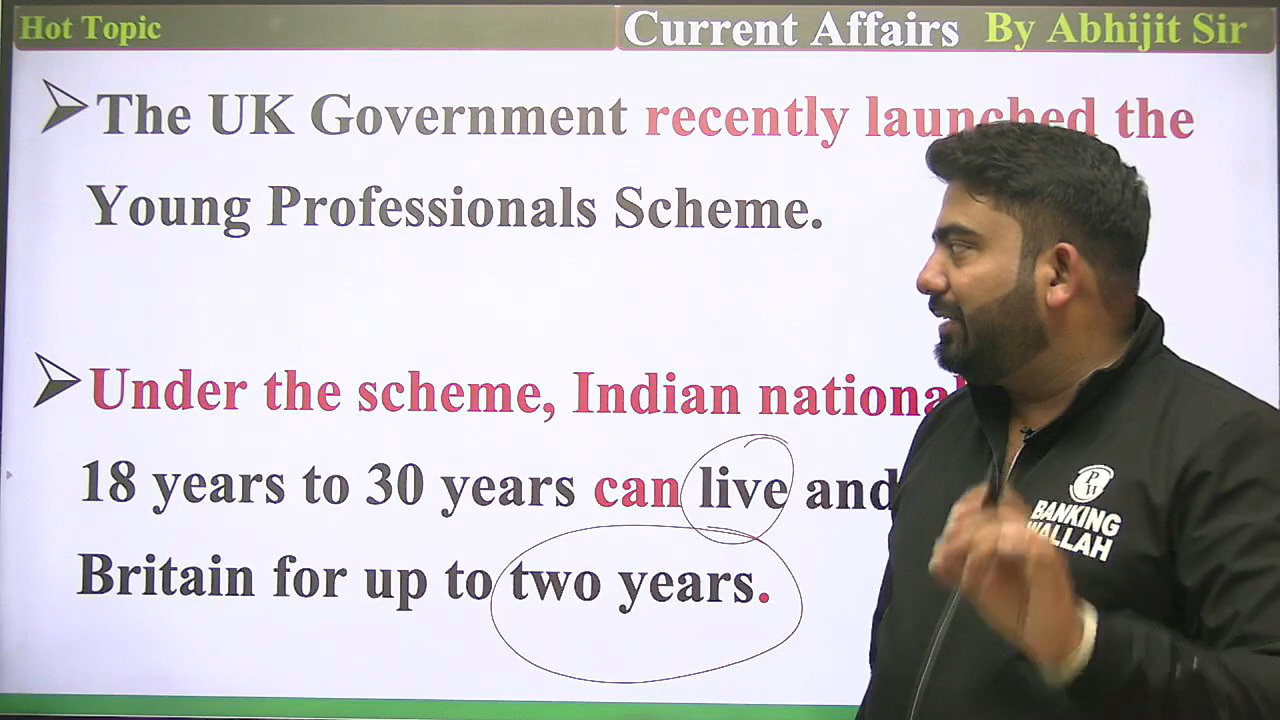 Hot Topic
Current Affairs By Abhijit Sir
The UK Government recently launched the
Young Professionals Scheme.
Under the scheme, Indian
18 years to 30 years can live and
Britain for up to two years.
PW
BANKING
WALLAH